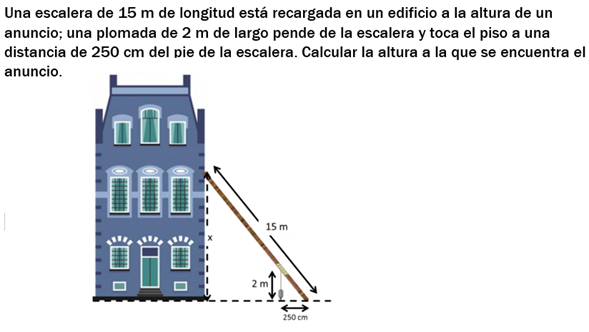 Una escalera de 15 m de longitud está recargada en un edificio a la altura de un
anuncio; una plomada de 2 m de largo pende de la escalera y toca el piso a una
distancia de 250 cm del pie de la escalera. Calcular la altura a la que se encuentra el
anuncio.
15 m
x
2 m
250 cm